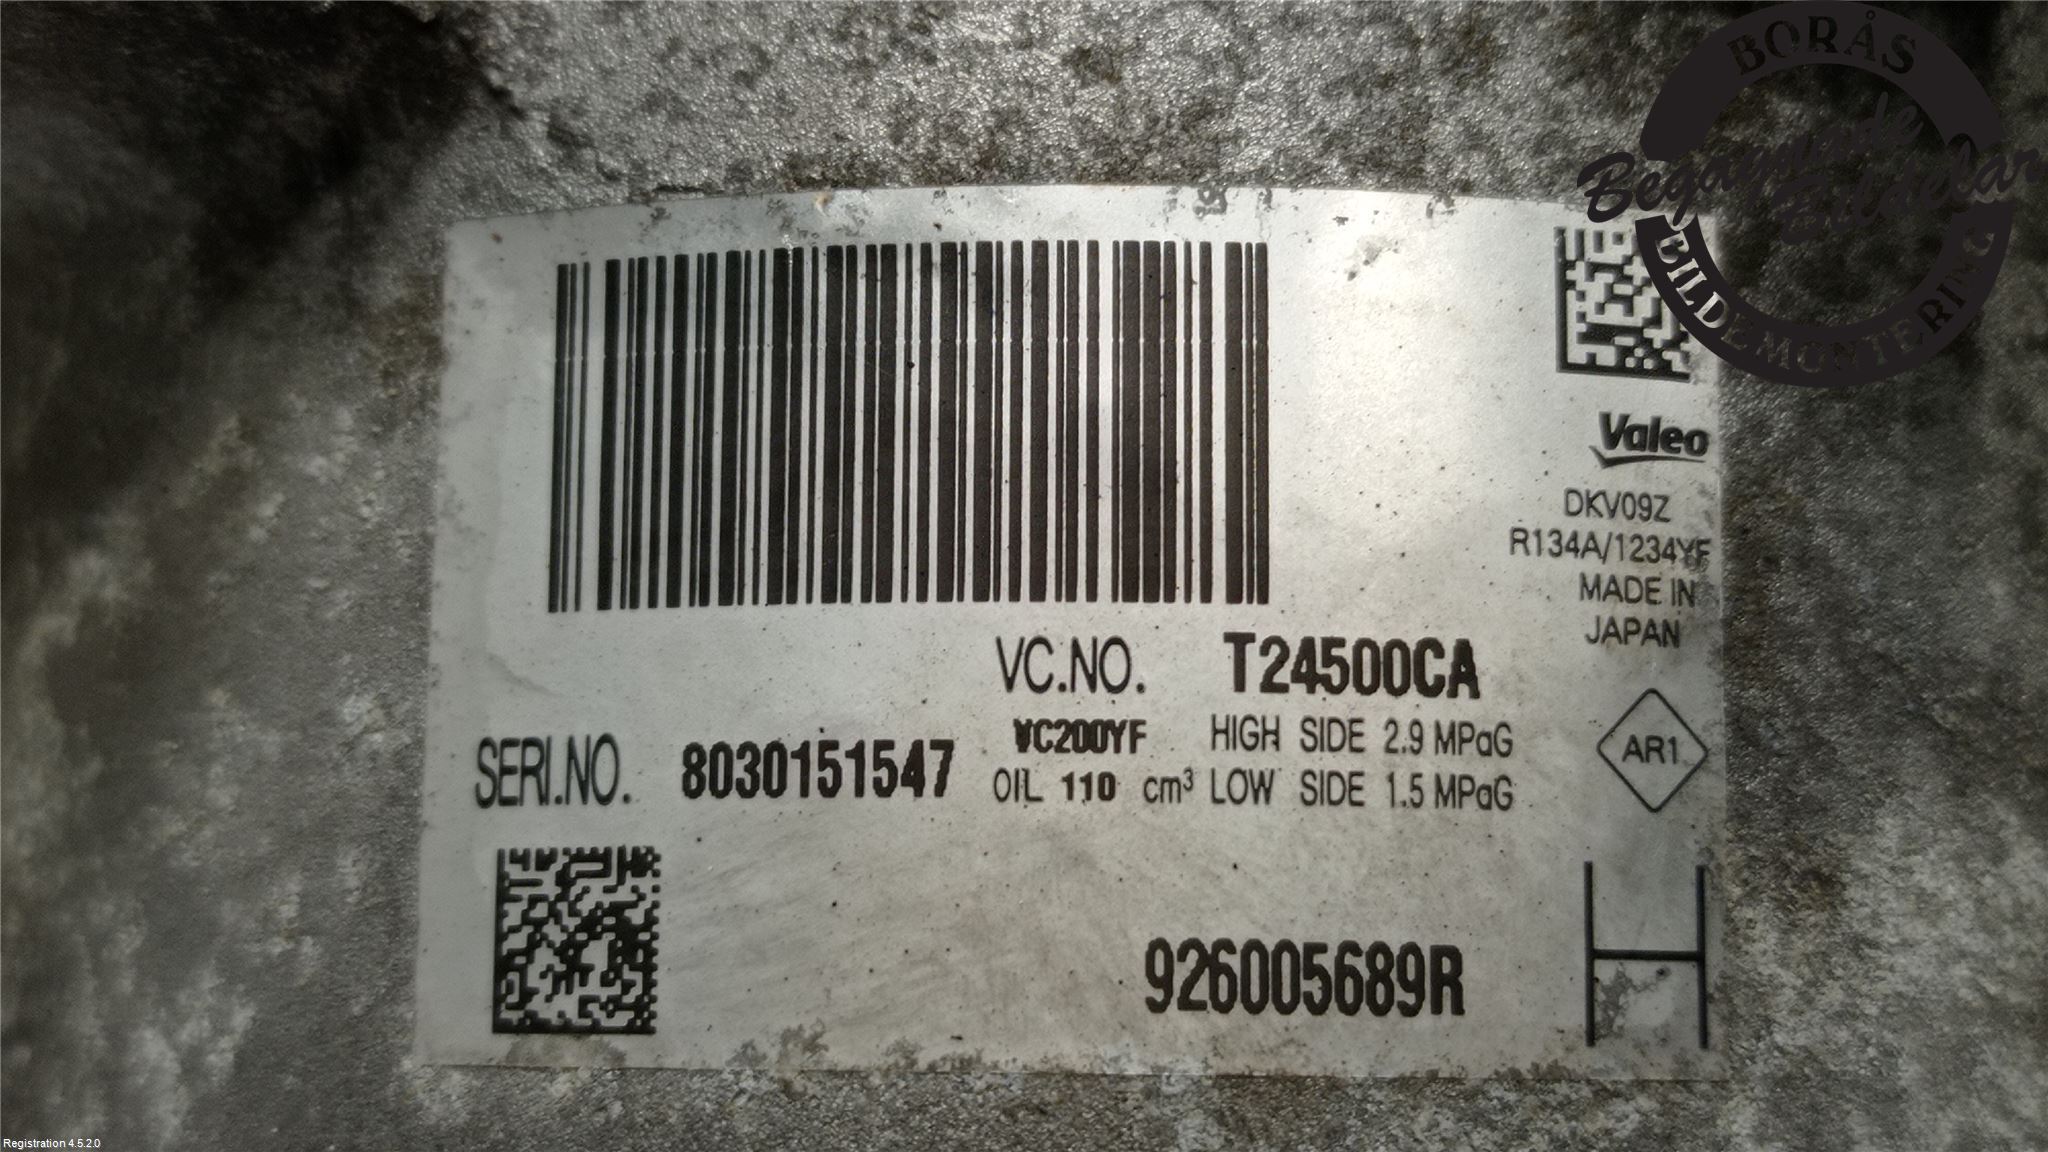 BORÅS
Begagnade
Bildelar
BILDEMONTERING
Valeo
DKV09Z
R134A/1234YF
MADE IN
JAPAN
VC.NO. T24500CA
SERI.NO. 8030151547
VC200YF HIGH SIDE 2.9 MPaG
OIL 110 cm³ LOW SIDE 1.5 MPaG
AR1
926005689R
H
Registration 4.5.2.0